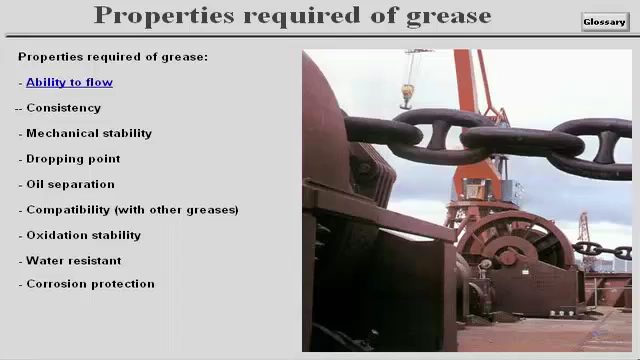 Properties required of grease
Glossary
Properties required of grease:
- Ability to flow
-- Consistency
- Mechanical stability
- Dropping point
- Oil separation
- Compatibility (with other greases)
- Oxidation stability
- Water resistant
- Corrosion protection